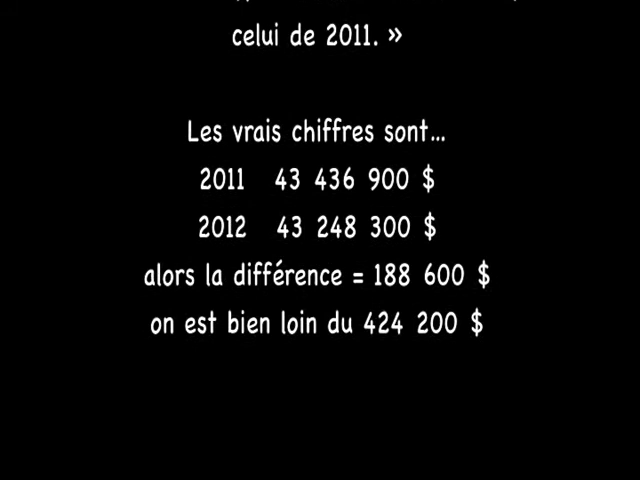 celui de 2011. »
Les vrais chiffres sont...
2011 43 436 900 $
2012 43 248 300 $
alors la différence = 188 600 $
on est bien loin du 424 200 $